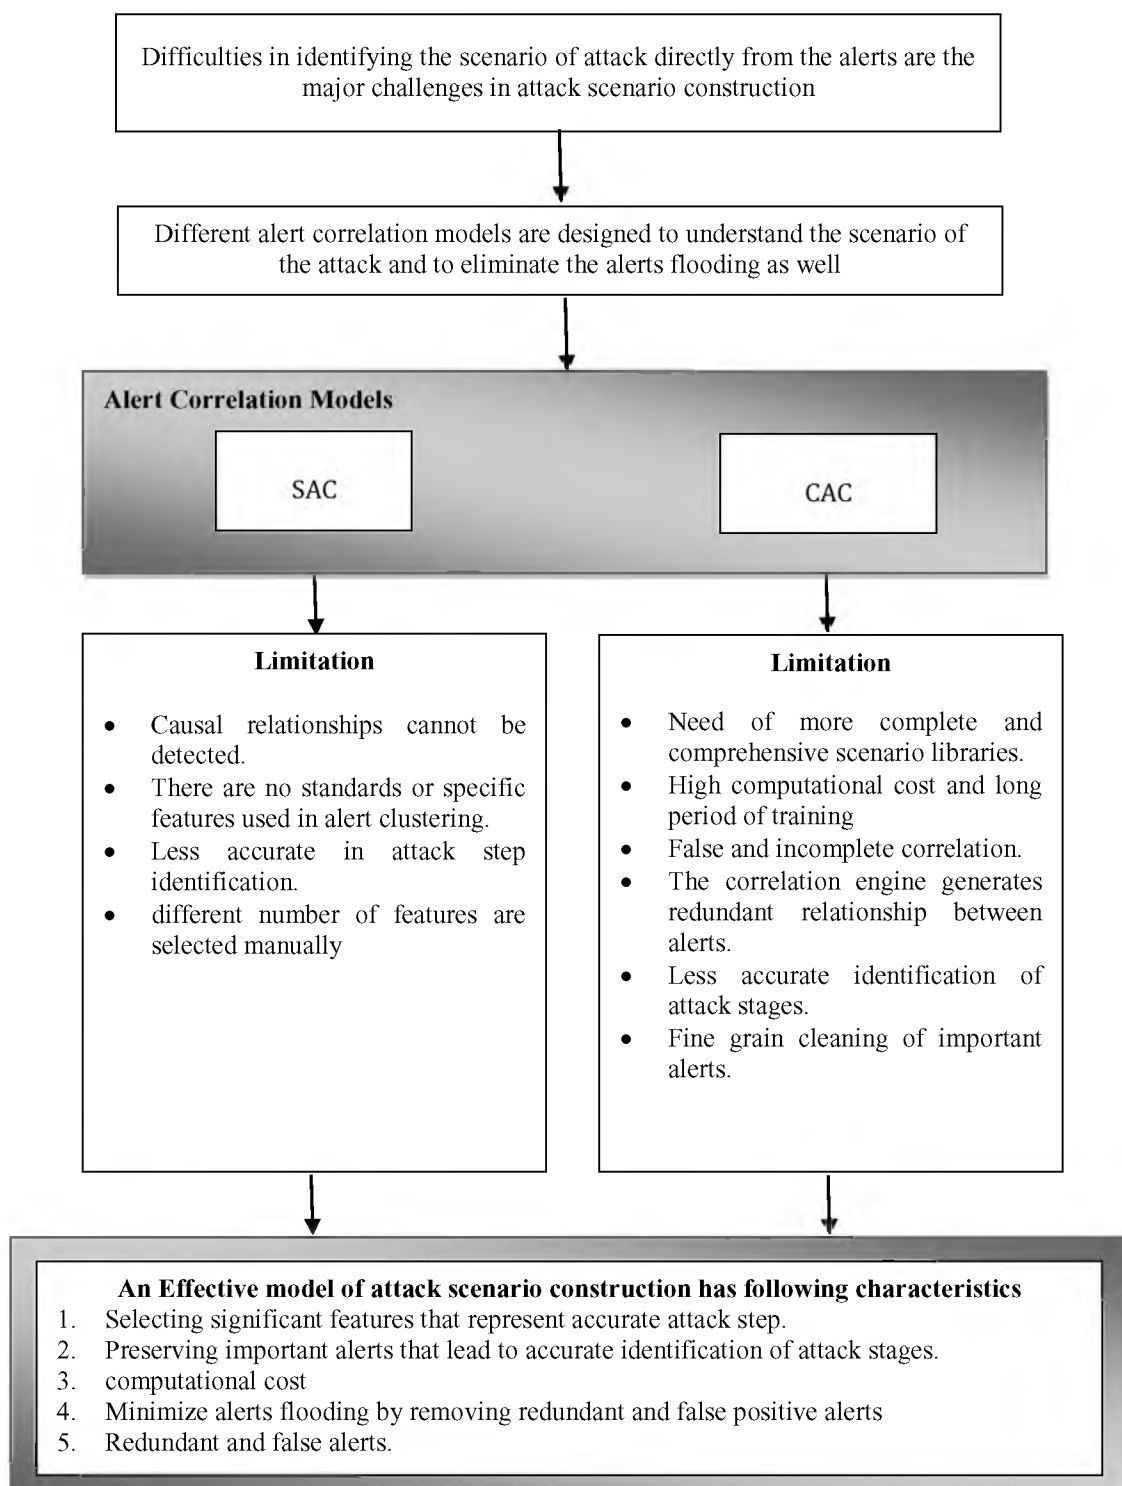 Difficulties in identifying the scenario of attack directly from the alerts are the
major challenges in attack scenario construction
Different alert correlation models are designed to understand the scenario of
the attack and to eliminate the alerts flooding as well
Alert Correlation Models
SAC
CAC
Limitation
• Causal relationships cannot be
detected.
• There are no standards or specific
features used in alert clustering.
• Less accurate in attack step
identification.
• different number of features are
selected manually
Limitation
• Need of more complete and
comprehensive scenario libraries.
• High computational cost and long
period of training
• False and incomplete correlation.
• The correlation engine generates
redundant relationship between
alerts.
• Less accurate identification of
attack stages.
• Fine grain cleaning of important
alerts.
An Effective model of attack scenario construction has following characteristics
1. Selecting significant features that represent accurate attack step.
2. Preserving important alerts that lead to accurate identification of attack stages.
3. computational cost
4. Minimize alerts flooding by removing redundant and false positive alerts
5. Redundant and false alerts.